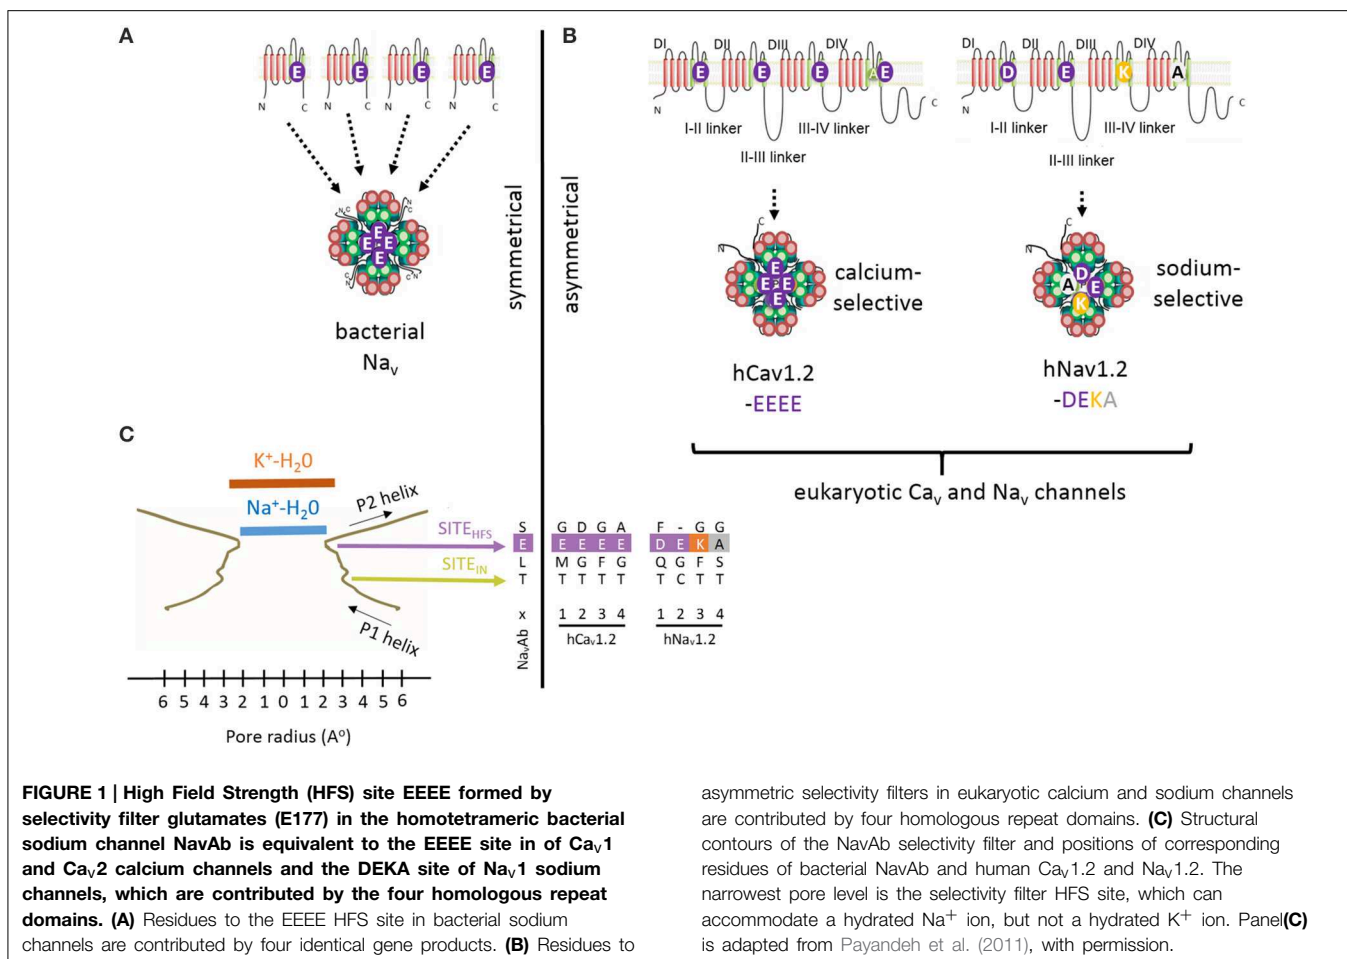 A
E E E E
N C N C N C N C
N C
N C
N C
N C
E
E E
E
bacterial
Nav
symmetrical
asymmetrical
B
DI DII DIII DIV
E E E A E
N C
I-II linker III-IV linker
II-III linker
C
N
E
E E
E
calcium-
selective
hCav1.2
-EEEE
DI DII DIII DIV
D E K A
N C
I-II linker III-IV linker
II-III linker
C
N
D
A E
K
sodium-
selective
hNav1.2
-DEKA
eukaryotic Cav and Nav channels
C
K+-H20
Na+-H2O
P2 helix
SITEHFS
SITEIN
P1 helix
6 5 4 3 2 1 0 1 2 3 4 5 6
Pore radius (A°)
S G D G A F - G G
E E E E E D E K A
L M G F G Q G F S
T T T T T T C T T
x 1 2 3 4 1 2 3 4
NavAb hCav1.2 hNav1.2
FIGURE 1 | High Field Strength (HFS) site EEEE formed by
selectivity filter glutamates (E177) in the homotetrameric bacterial
sodium channel NavAb is equivalent to the EEEE site in of Cav1
and Cav2 calcium channels and the DEKA site of Nav1 sodium
channels, which are contributed by the four homologous repeat
domains. (A) Residues to the EEEE HFS site in bacterial sodium
channels are contributed by four identical gene products. (B) Residues to
asymmetric selectivity filters in eukaryotic calcium and sodium channels
are contributed by four homologous repeat domains. (C) Structural
contours of the NavAb selectivity filter and positions of corresponding
residues of bacterial NavAb and human Cav1.2 and Nav1.2. The
narrowest pore level is the selectivity filter HFS site, which can
accommodate a hydrated Na+ ion, but not a hydrated K+ ion. Panel(C)
is adapted from Payandeh et al. (2011), with permission.